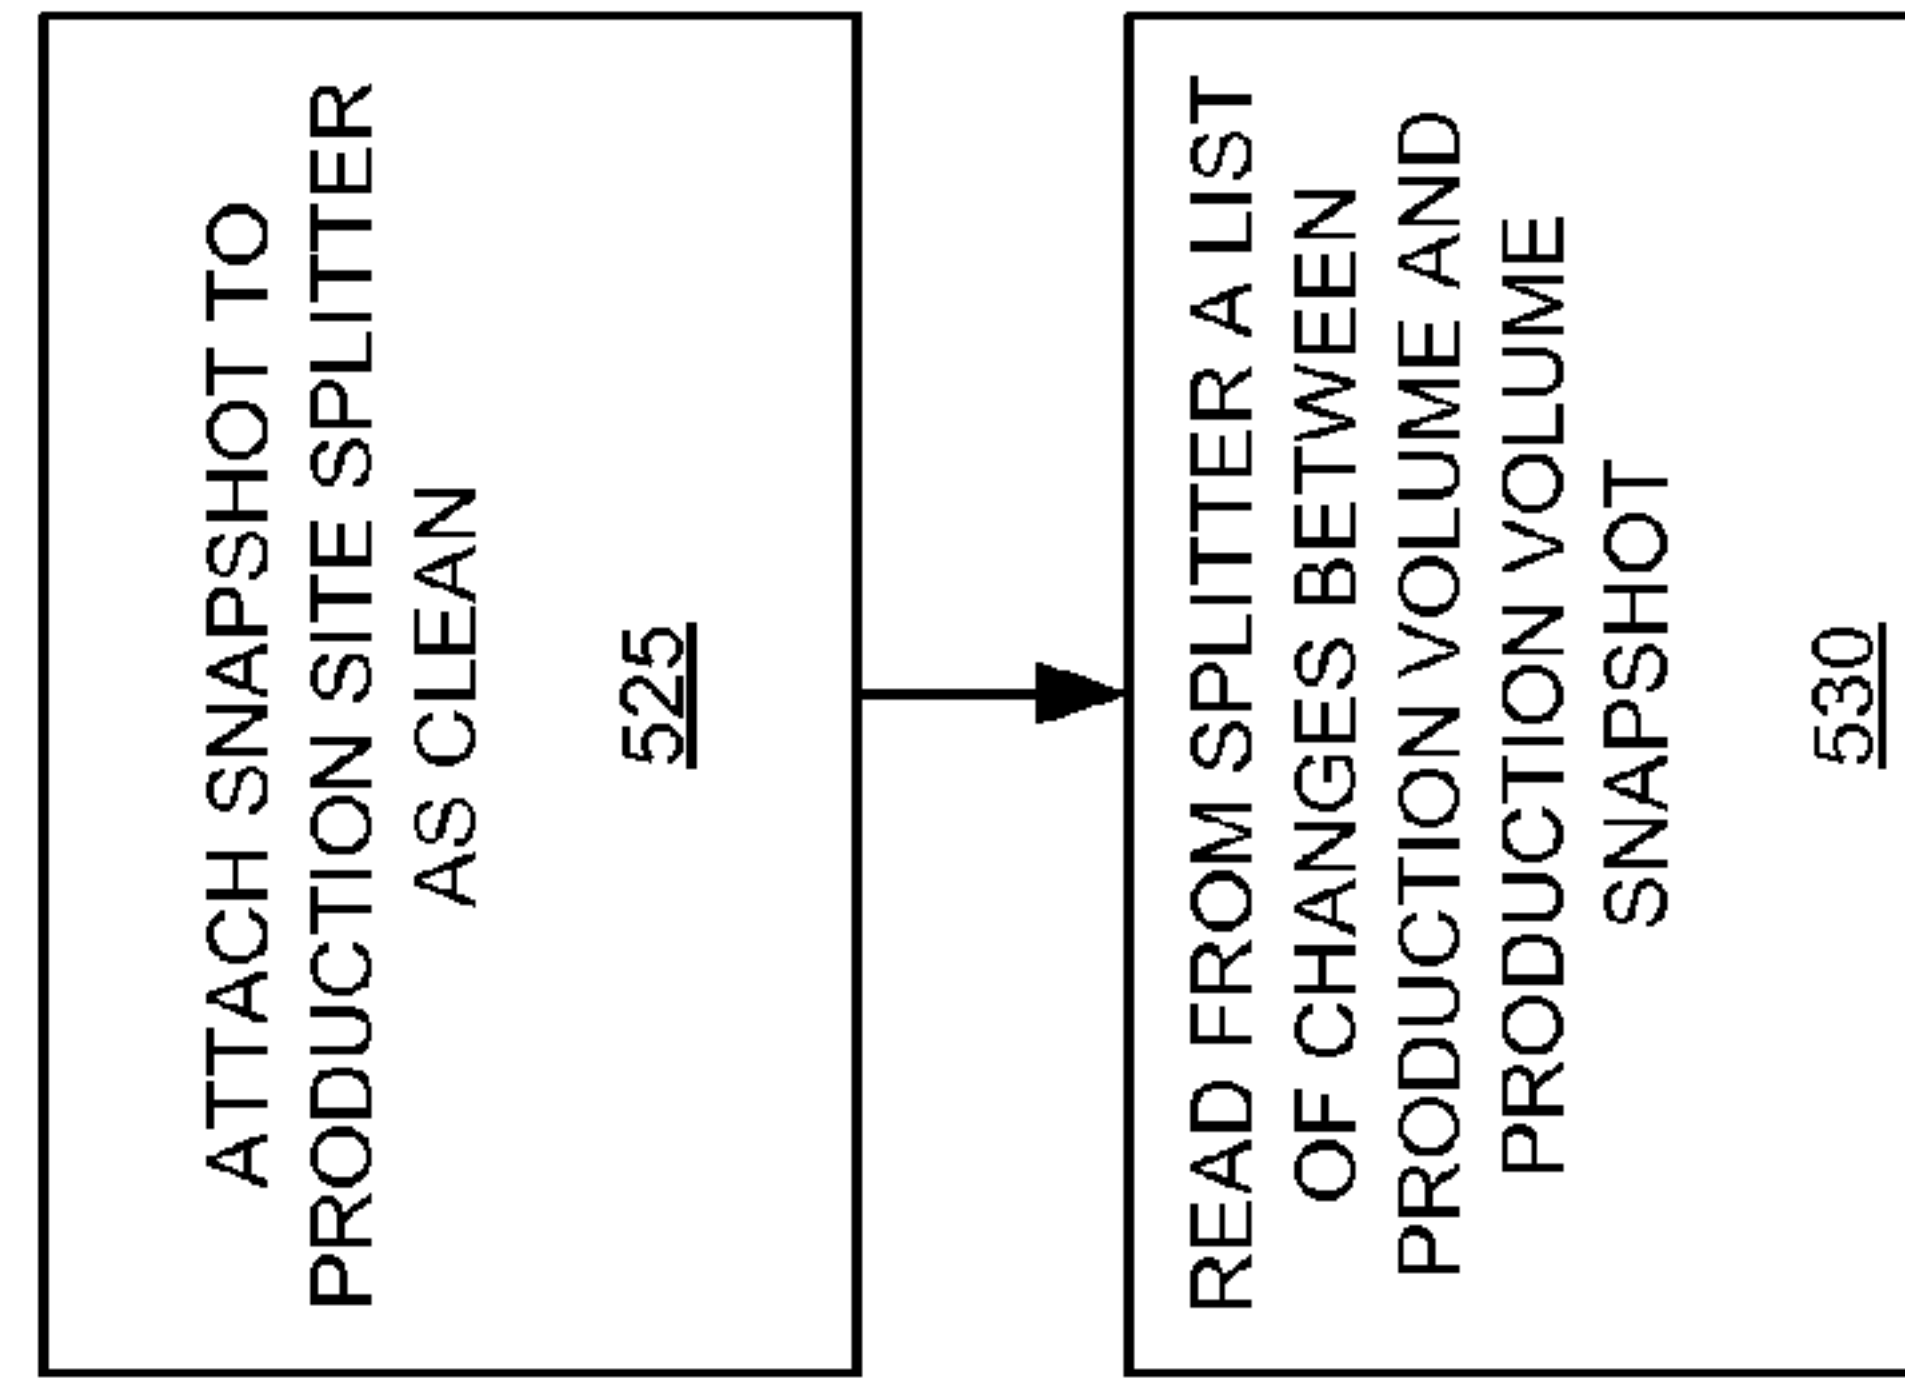 ATTACH SNAPSHOT TO
PRODUCTION SITE SPLITTER
AS CLEAN
525
READ FROM SPLITTER A LIST
OF CHANGES BETWEEN
PRODUCTION VOLUME AND
PRODUCTION VOLUME
SNAPSHOT
530